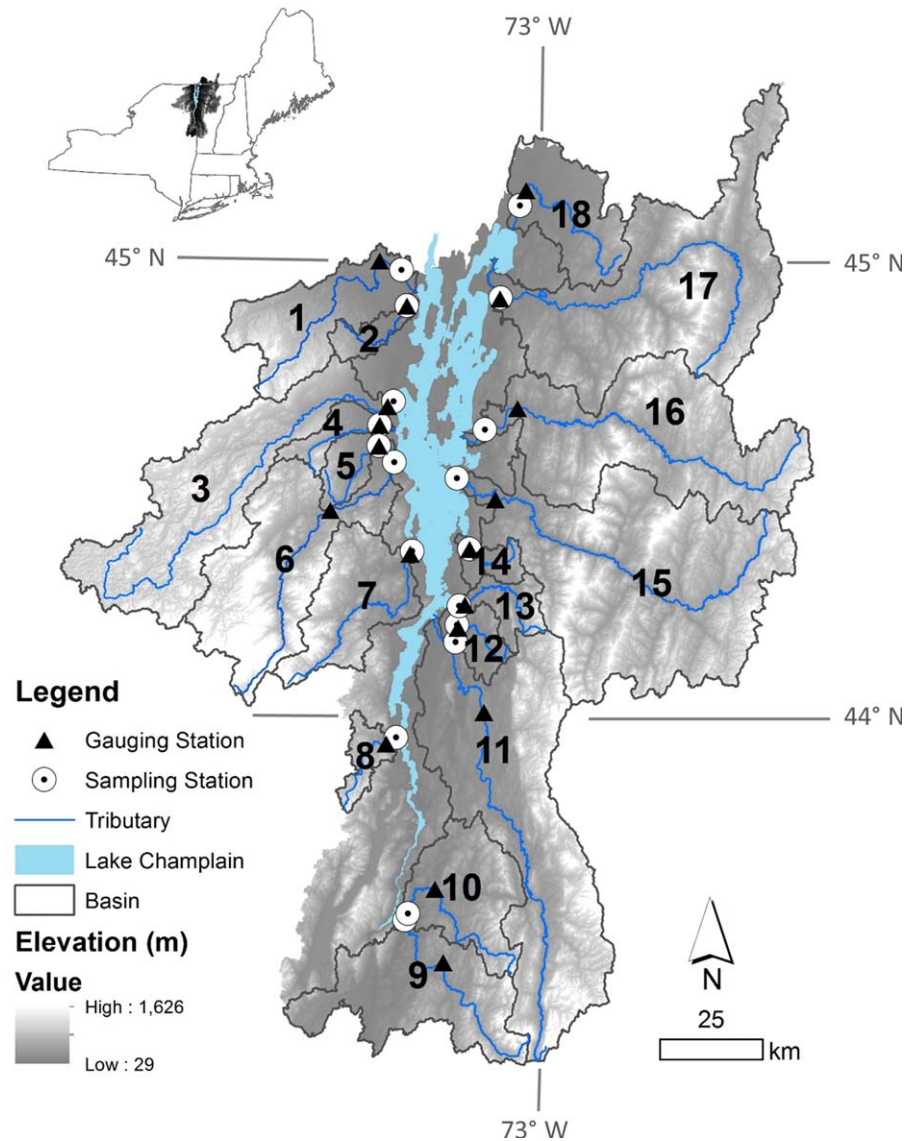 73° W
18
45° N
45° N
17
1
2
16
4
3
5
6
14
15
7
13
12
Legend
44° N
Gauging Station
11
8
Sampling Station
Tributary
Lake Champlain
10
Basin
Elevation (m)
Value
9
N
High : 1,626
25
km
Low : 29
73° W